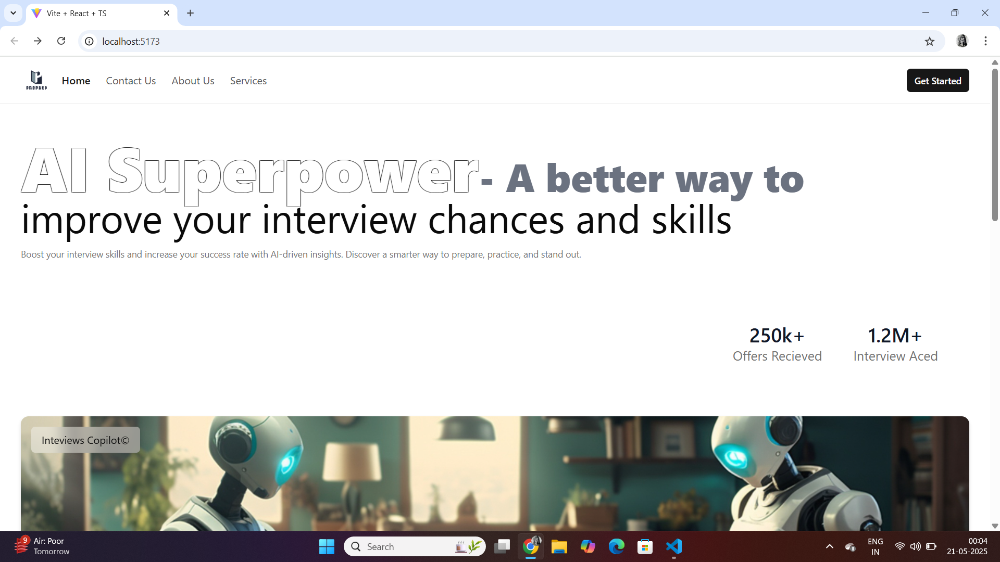 Vite + React + TS
localhost:5173
PROPREP
Home
Contact Us
About Us
Services
Get Started
AI Superpower- A better way to
improve your interview chances and skills
Boost your interview skills and increase your success rate with AI-driven insights. Discover a smarter way to prepare, practice, and stand out.
250k+
Offers Recieved
1.2M+
Interview Aced
Inteviews Copilot©
9
Air: Poor
Tomorrow
Search
ENG
IN
00:04
21-05-2025